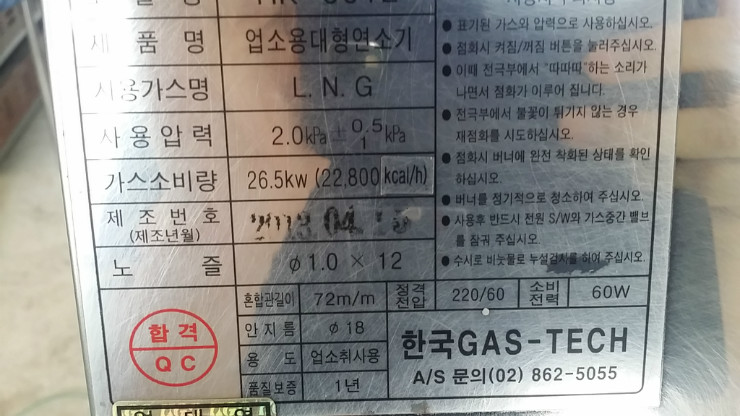 제 품 명 업소용대형연소기
사용가스명 L.N.G
사용압력 2.0kPa ± 0.5/1 kPa
가스소비량 26.5kw (22,800 kcal/h)
제조번호
(제조년월) 04
노 즐 φ1.0 × 12
혼합관길이 72m/m 정격전압 220/60 소비전력 60W
안지름 φ18
용 도 업소취사용
품질보증 1년
합격
QC
한국GAS-TECH
A/S 문의(02) 862-5055
● 표기된 가스와 압력으로 사용하십시오.
● 점화시 켜짐/꺼짐 버튼을 눌러주십시오.
● 이때 전극부에서 "따따따"하는 소리가
나면서 점화가 이루어 집니다.
● 전극부에서 불꽃이 튀기지 않는 경우
재점화를 시도하십시오.
● 점화시 버너에 완전 착화된 상태를 확인
하십시오.
● 버너를 정기적으로 청소하여 주십시오.
● 사용후 반드시 전원 S/W와 가스중간 밸브
를 잠궈 주십시오.
● 수시로 비눗물로 누설검사를 하여 주십시오.